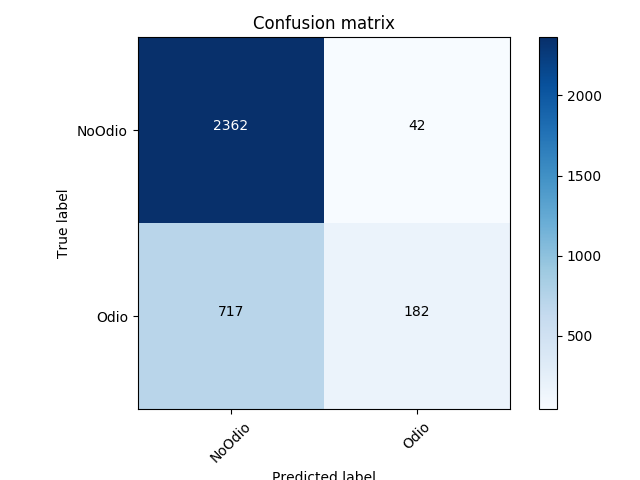 Confusion matrix
NoOdio
2362
42
2000
1500
True label
1000
Odio
717
182
500
NoOdio
Odio
Predicted label